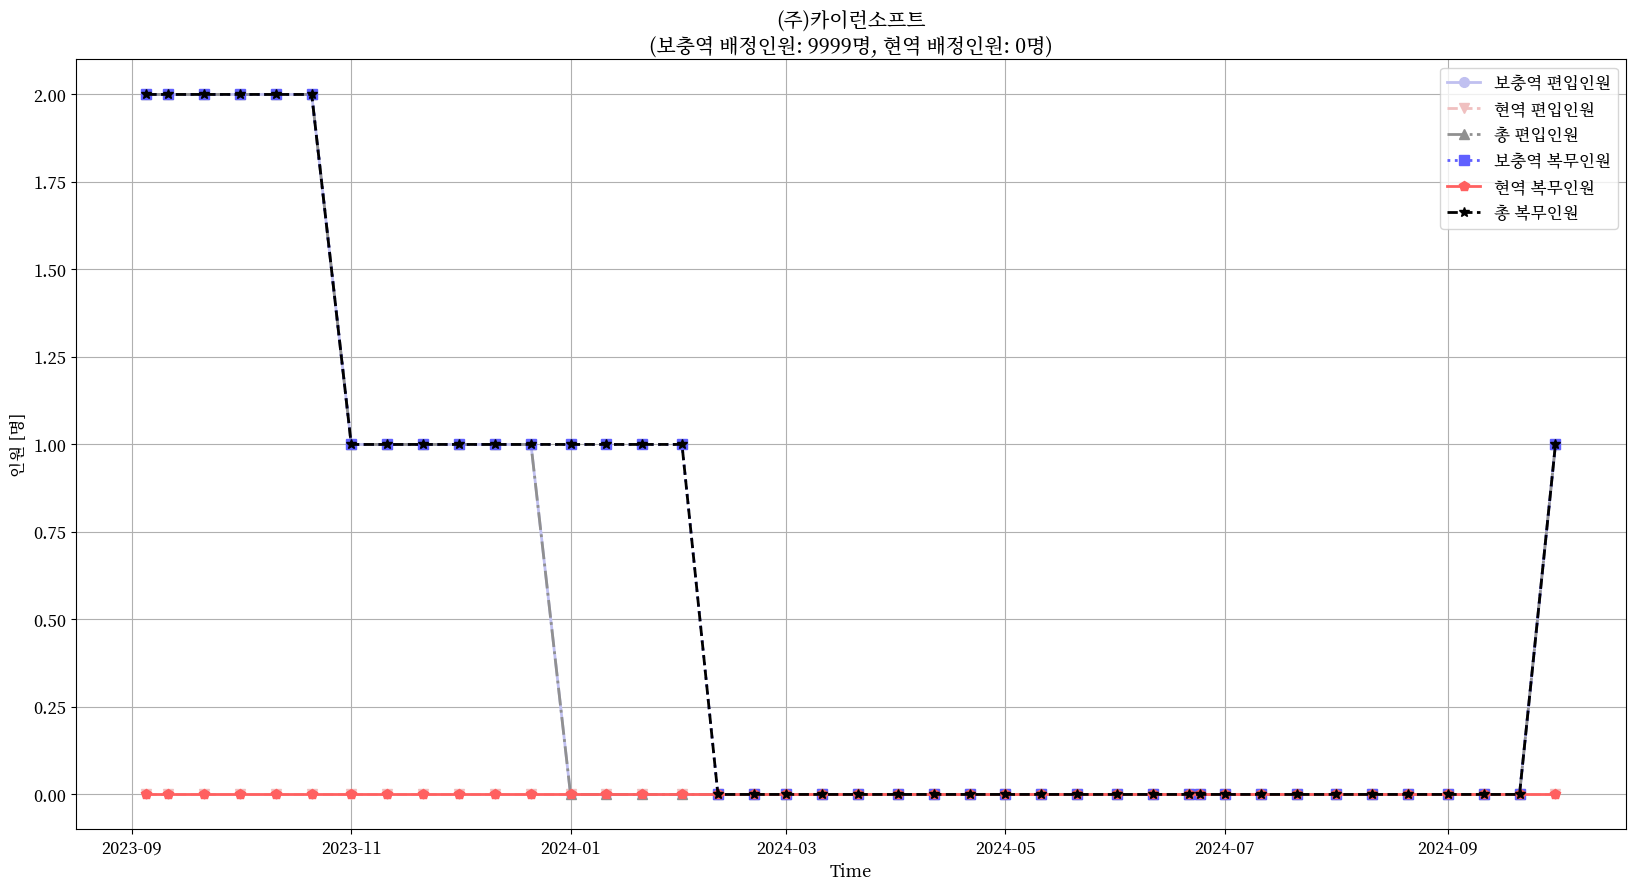 (주)카이런소프트
(보충역 배정인원: 9999명, 현역 배정인원: 0명)
보충역 편입인원
현역 편입인원
총 편입인원
보충역 복무인원
현역 복무인원
총 복무인원
2.00
1.75
1.50
1.25
1.00
0.75
0.50
0.25
0.00
인원 [명]
2023-09 2023-11 2024-01 2024-03 2024-05 2024-07 2024-09
Time